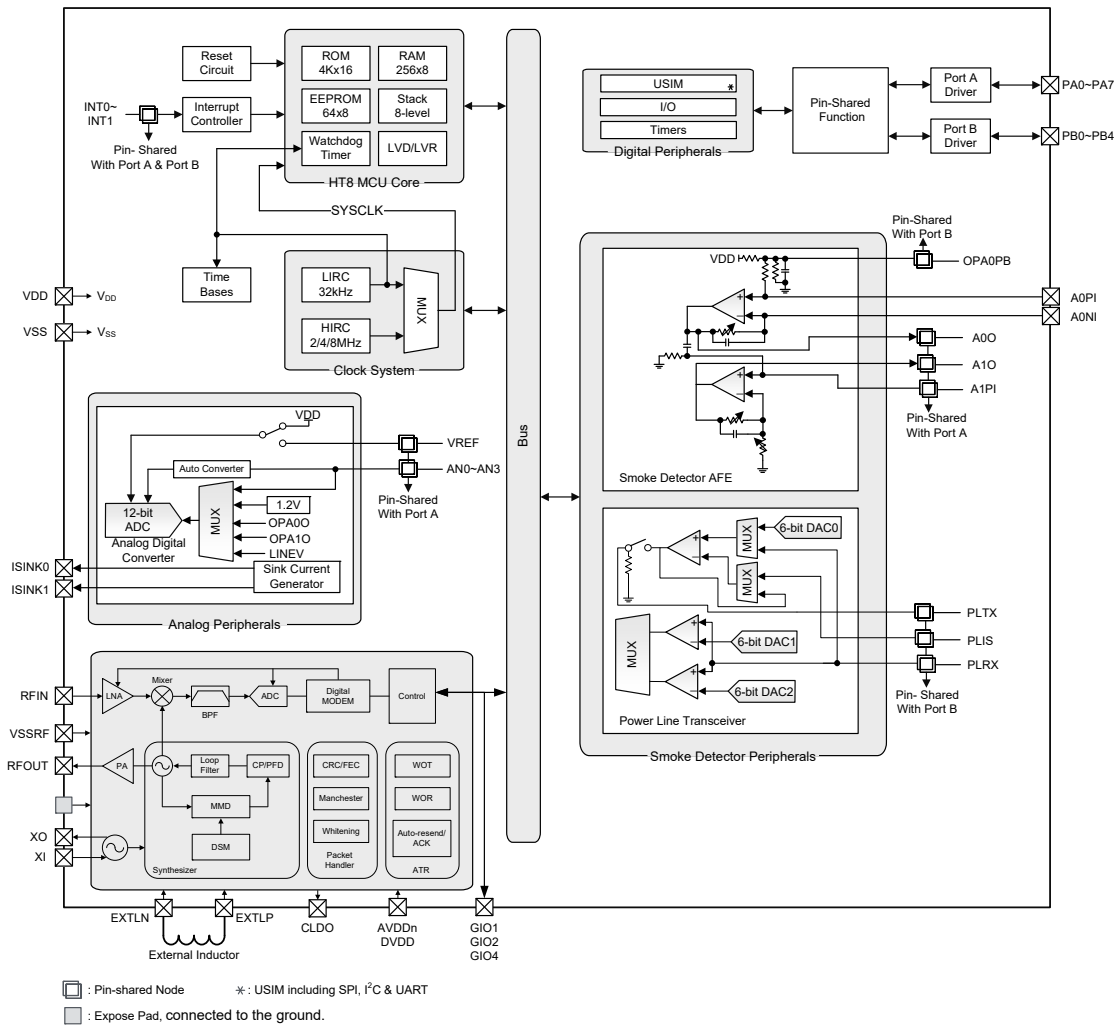 Reset
Circuit
INT0~
INT1
Interrupt
Controller
Pin- Shared
With Port A & Port B
ROM
4Kx16
RAM
256x8
EEPROM
64x8
Stack
8-level
Watchdog
Timer
LVD/LVR
HT8 MCU Core
SYSCLK
Time
Bases
LIRC
32kHz
HIRC
2/4/8MHz
MUX
Clock System
VDD
VDD
VSS
VSS
Bus
USIM
*
I/O
Timers
Digital Peripherals
Pin-Shared
Function
Port A
Driver
Port B
Driver
PA0~PA7
PB0~PB4
Pin-Shared
With Port B
VDD
OPA0PB
+
−
A0PI
A0NI
A0O
A1O
A1PI
+
−
Pin-Shared
With Port A
Smoke Detector AFE
6-bit DAC0
MUX
MUX
+
−
MUX
+
−
6-bit DAC1
+
−
6-bit DAC2
PLTX
PLIS
PLRX
Pin- Shared
With Port B
Power Line Transceiver
Smoke Detector Peripherals
VDD
VREF
Auto Converter
AN0~AN3
Pin-Shared
With Port A
12-bit
ADC
MUX
1.2V
OPA0O
OPA1O
LINEV
Analog Digital
Converter
Sink Current
Generator
ISINK0
ISINK1
Analog Peripherals
RFIN
LNA
Mixer
BPF
ADC
Digital
MODEM
Control
VSSRF
RFOUT
PA
Loop
Filter
CP/PFD
MMD
DSM
Synthesizer
CRC/FEC
Manchester
Whitening
Packet
Handler
WOT
WOR
Auto-resend/
ACK
ATR
XO
XI
EXTLN
EXTLP
External Inductor
CLDO
AVDDn
DVDD
GIO1
GIO2
GIO4
: Pin-shared Node
* : USIM including SPI, I²C & UART
: Expose Pad, connected to the ground.